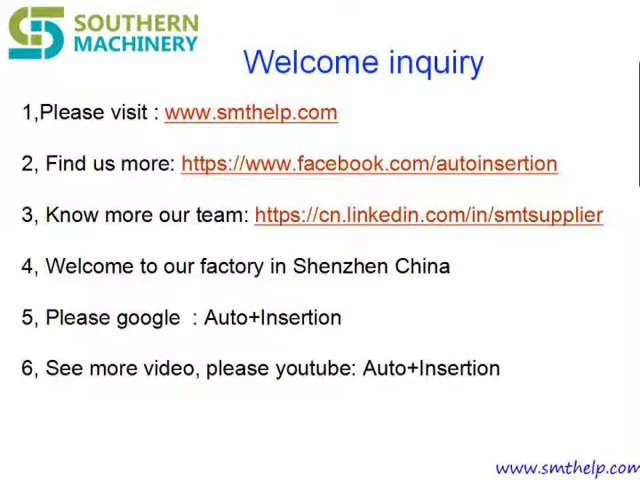 SOUTHERN
MACHINERY
Welcome inquiry
1,Please visit : www.smthelp.com
2, Find us more: https://www.facebook.com/autoinsertion
3, Know more our team: https://cn.linkedin.com/in/smtsupplier
4, Welcome to our factory in Shenzhen China
5, Please google : Auto+Insertion
6, See more video, please youtube: Auto+Insertion
www.smthelp.com